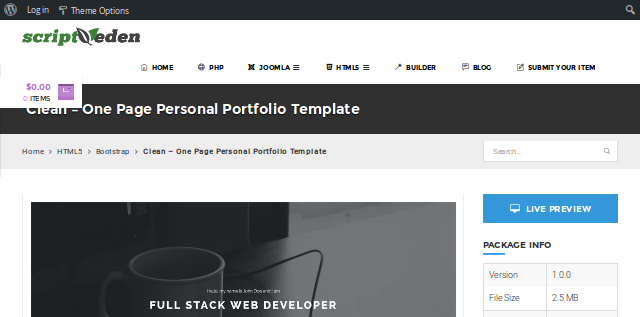 Log in
Theme Options
scripteden
HOME
PHP
JOOMLA
HTML5
BUILDER
BLOG
SUBMIT YOUR ITEM
$0.00
0 ITEMS
Clean – One Page Personal Portfolio Template
Home > HTML5 > Bootstrap > Clean – One Page Personal Portfolio Template
Search...
LIVE PREVIEW
PACKAGE INFO
Version 1.0.0
File Size 2.5 MB
Hello, my name is John Doe and I am
FULL STACK WEB DEVELOPER